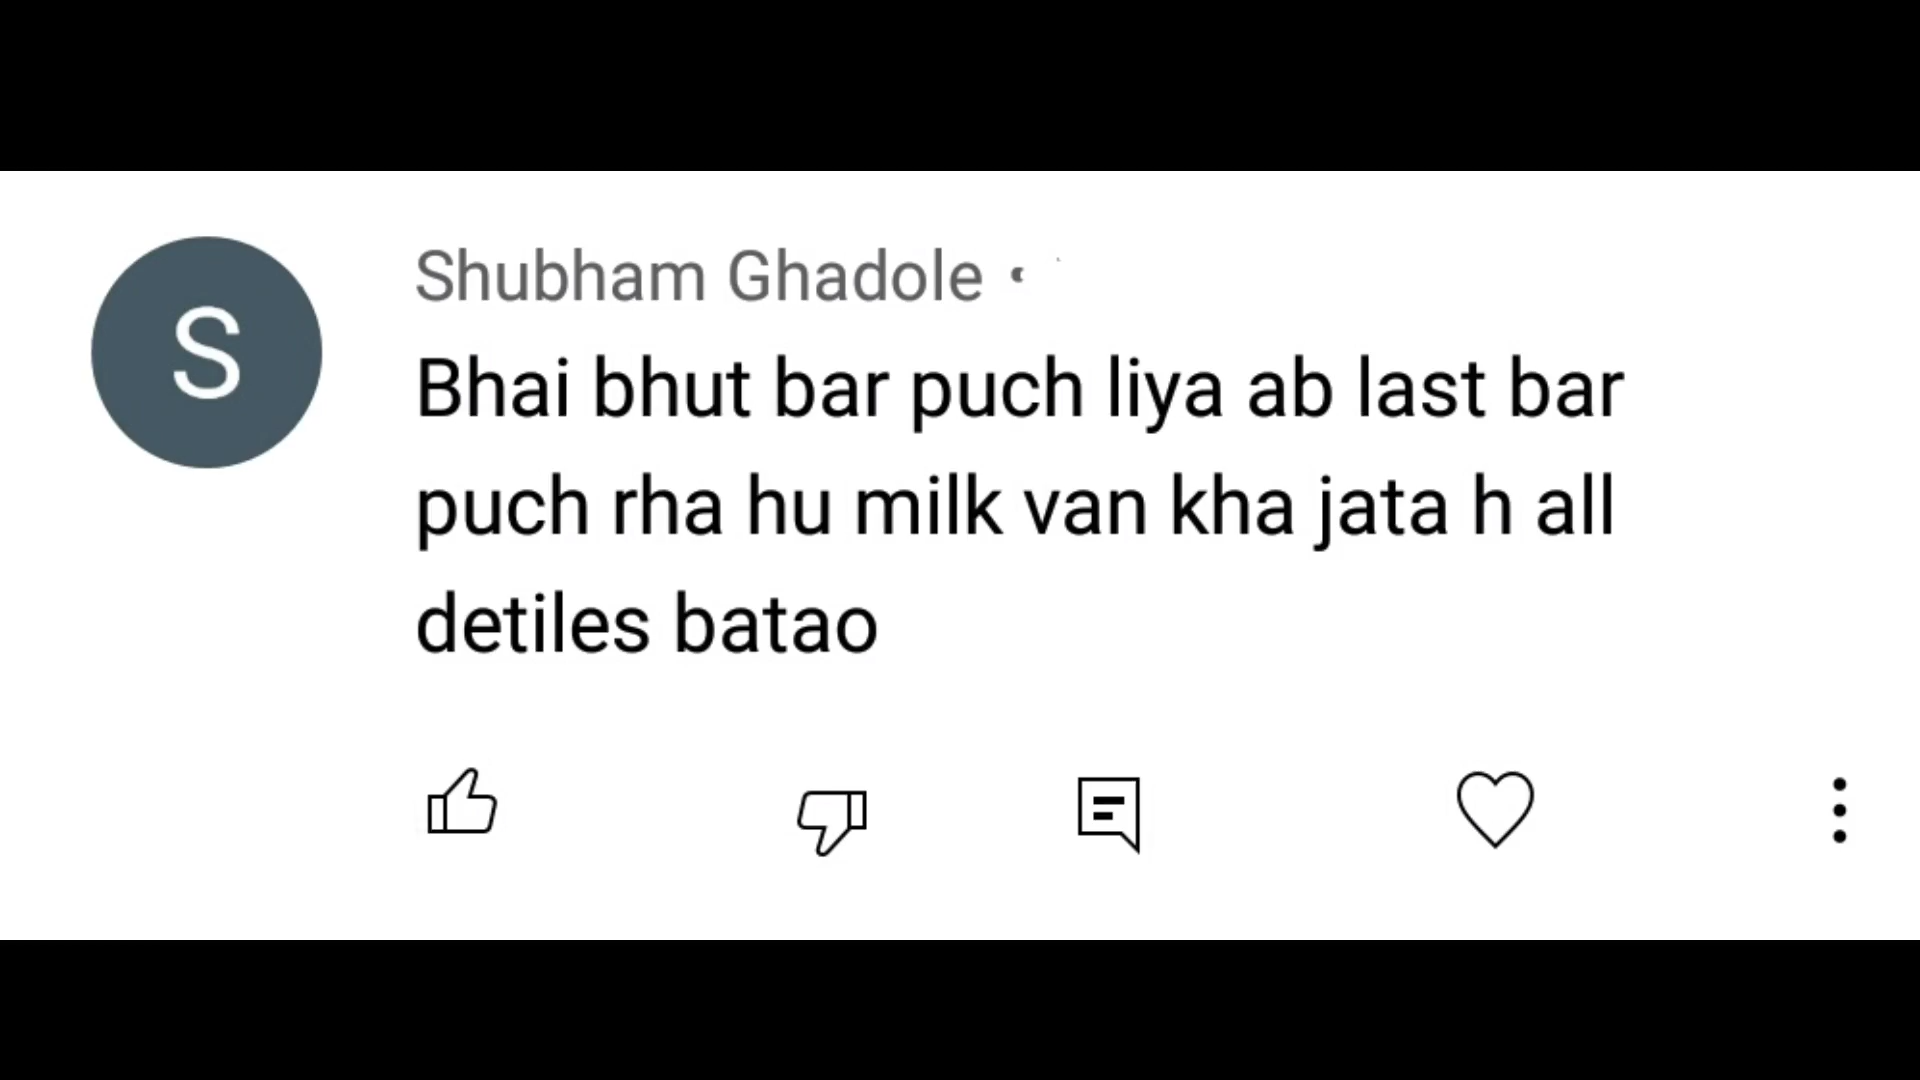 S
Shubham Ghadole
Bhai bhut bar puch liya ab last bar
puch rha hu milk van kha jata h all
detiles batao